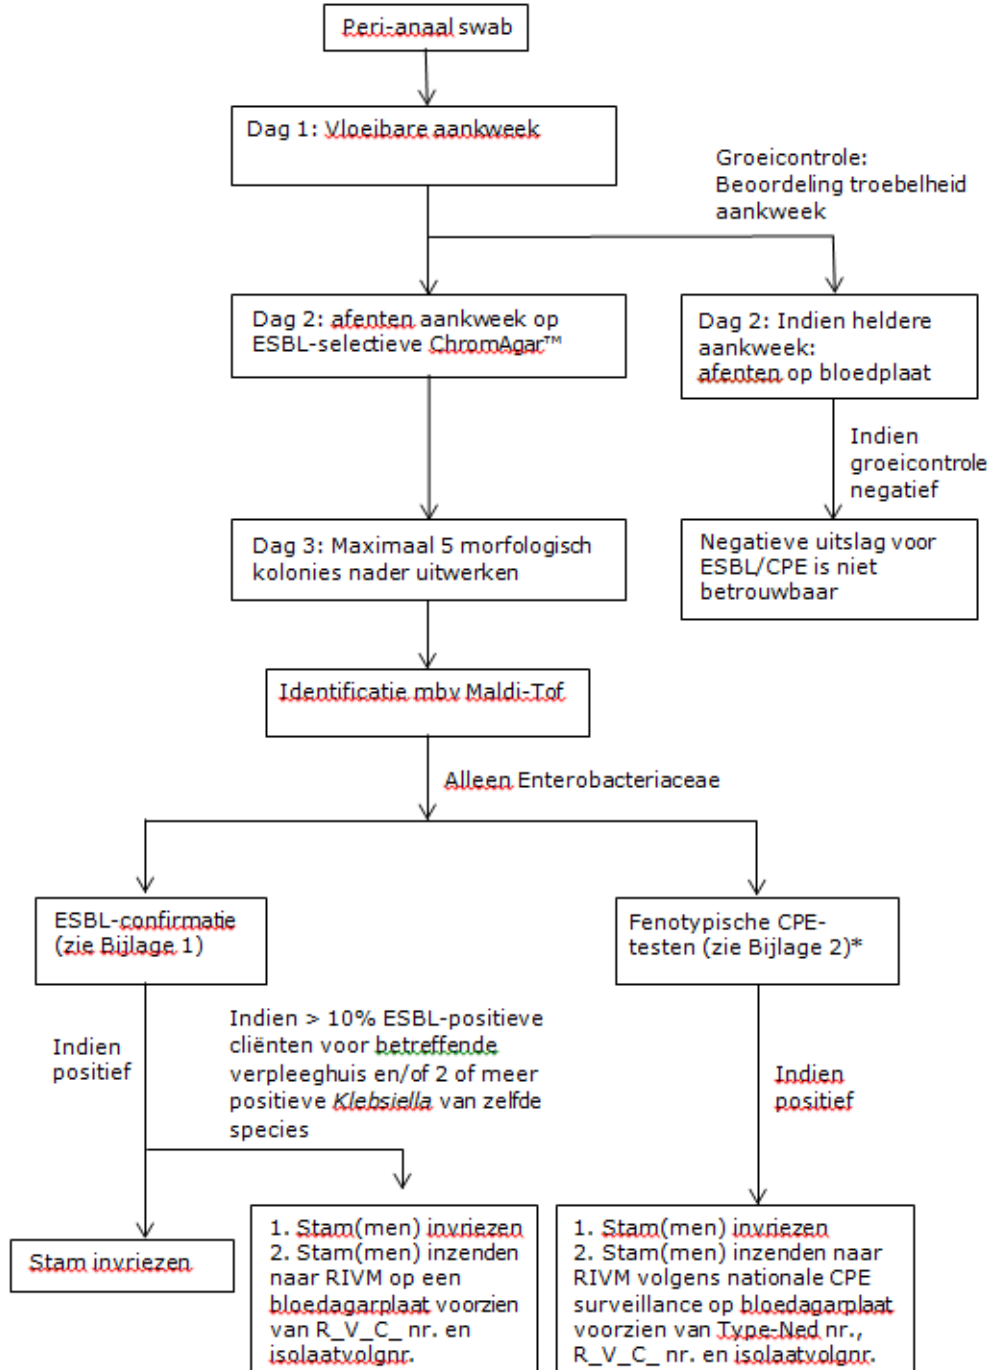 Peri-anaal swab
Dag 1: Vloeibare aankweek
Groeicontrole:
Beoordeling troebelheid
aankweek
Dag 2: afenten aankweek op
ESBL-selectieve ChromAgar™
Dag 2: Indien heldere
aankweek:
afenten op bloedplaat
Indien
groeicontrole
negatief
Dag 3: Maximaal 5 morfologisch
kolonies nader uitwerken
Negatieve uitslag voor
ESBL/CPE is niet
betrouwbaar
Identificatie mbv Maldi-Tof
Alleen Enterobacteriaceae
ESBL-confirmatie
(zie Bijlage 1)
Fenotypische CPE-
testen (zie Bijlage 2)*
Indien
positief
Indien > 10% ESBL-positieve
cliënten voor betreffende
verpleeghuis en/of 2 of meer
positieve Klebsiella van zelfde
species
Indien
positief
Stam invriezen
1. Stam(men) invriezen
2. Stam(men) inzenden
naar RIVM op een
bloedagarplaat voorzien
van R_V_C_ nr. en
isolaatvolgnr.
1. Stam(men) invriezen
2. Stam(men) inzenden naar
RIVM volgens nationale CPE
surveillance op bloedagarplaat
voorzien van Type-Ned nr.,
R_V_C_ nr. en isolaatvolgnr.